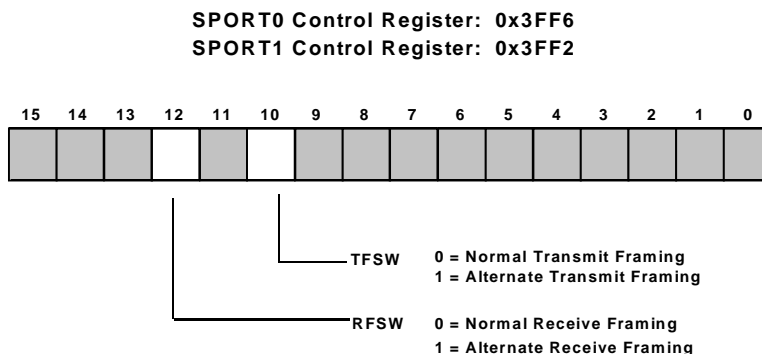 SPORT0 Control Register: 0x3FF6
SPORT1 Control Register: 0x3FF2
15 14 13 12 11 10 9 8 7 6 5 4 3 2 1 0
TFSW 0 = Normal Transmit Framing
1 = Alternate Transmit Framing
RFSW 0 = Normal Receive Framing
1 = Alternate Receive Framing